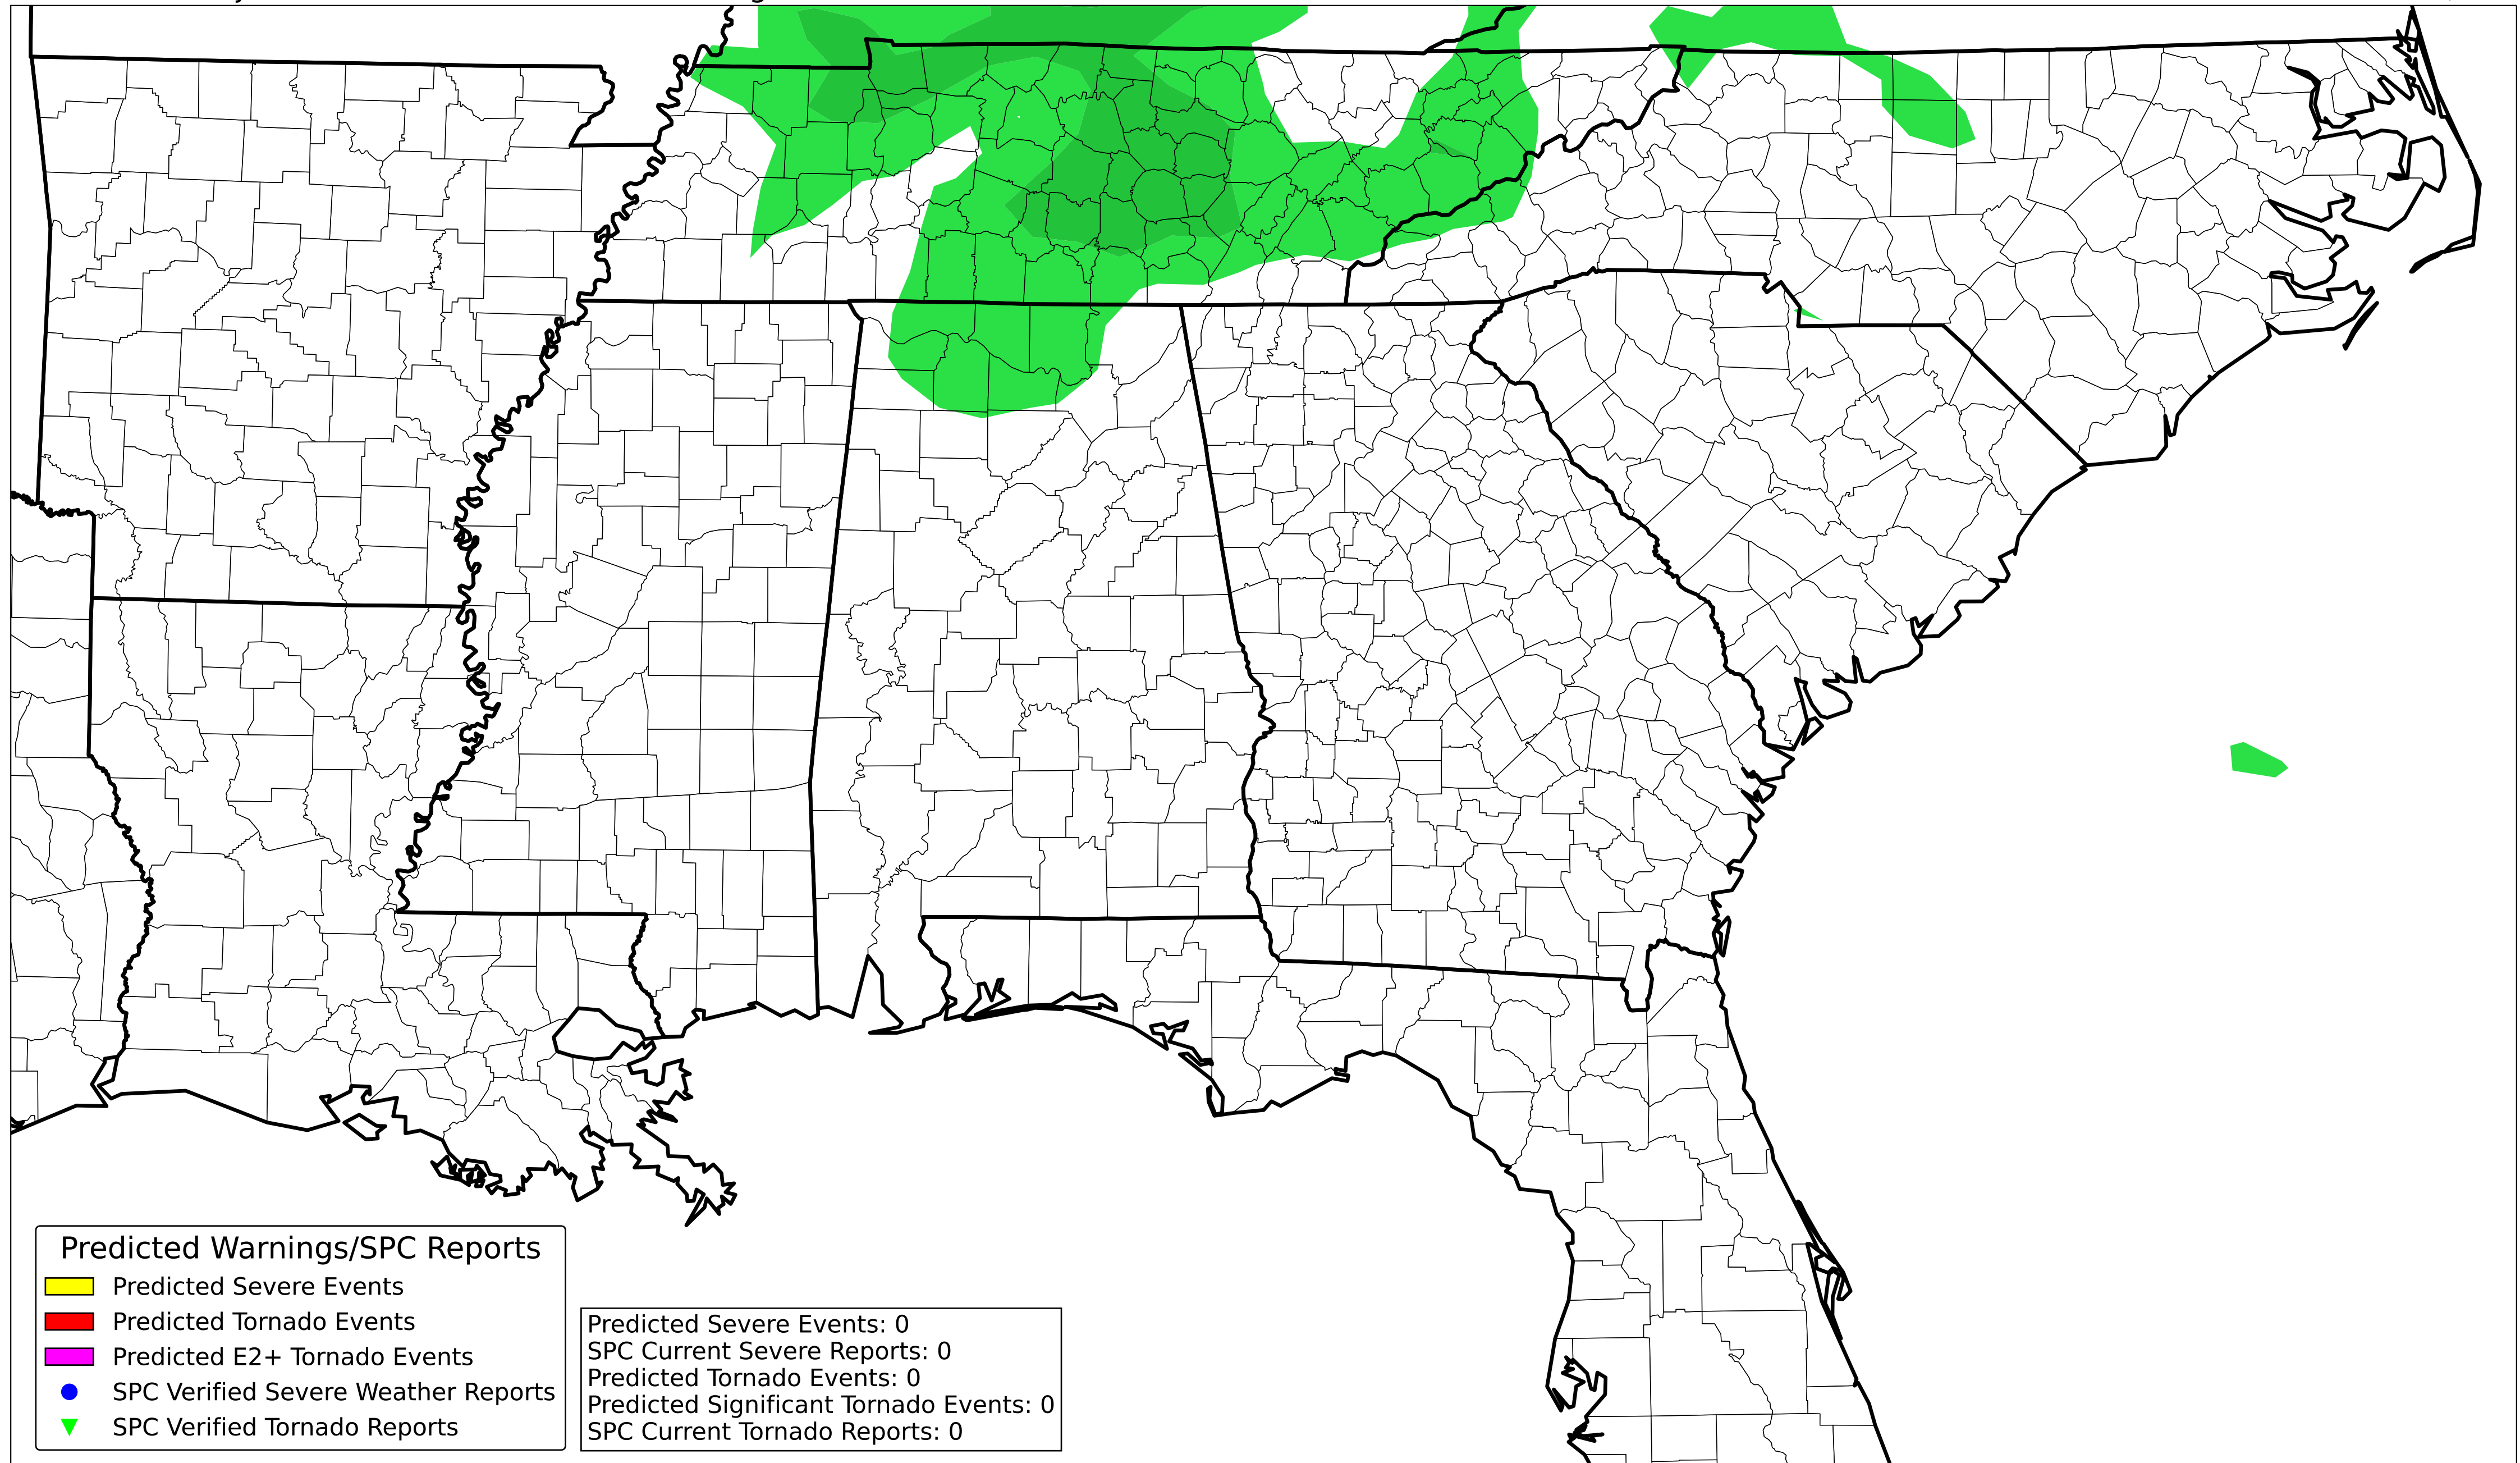 Predicted Warnings/SPC Reports
Predicted Severe Events
Predicted Tornado Events
Predicted E2+ Tornado Events
SPC Verified Severe Weather Reports
SPC Verified Tornado Reports
Predicted Severe Events: 0
SPC Current Severe Reports: 0
Predicted Tornado Events: 0
Predicted Significant Tornado Events: 0
SPC Current Tornado Reports: 0